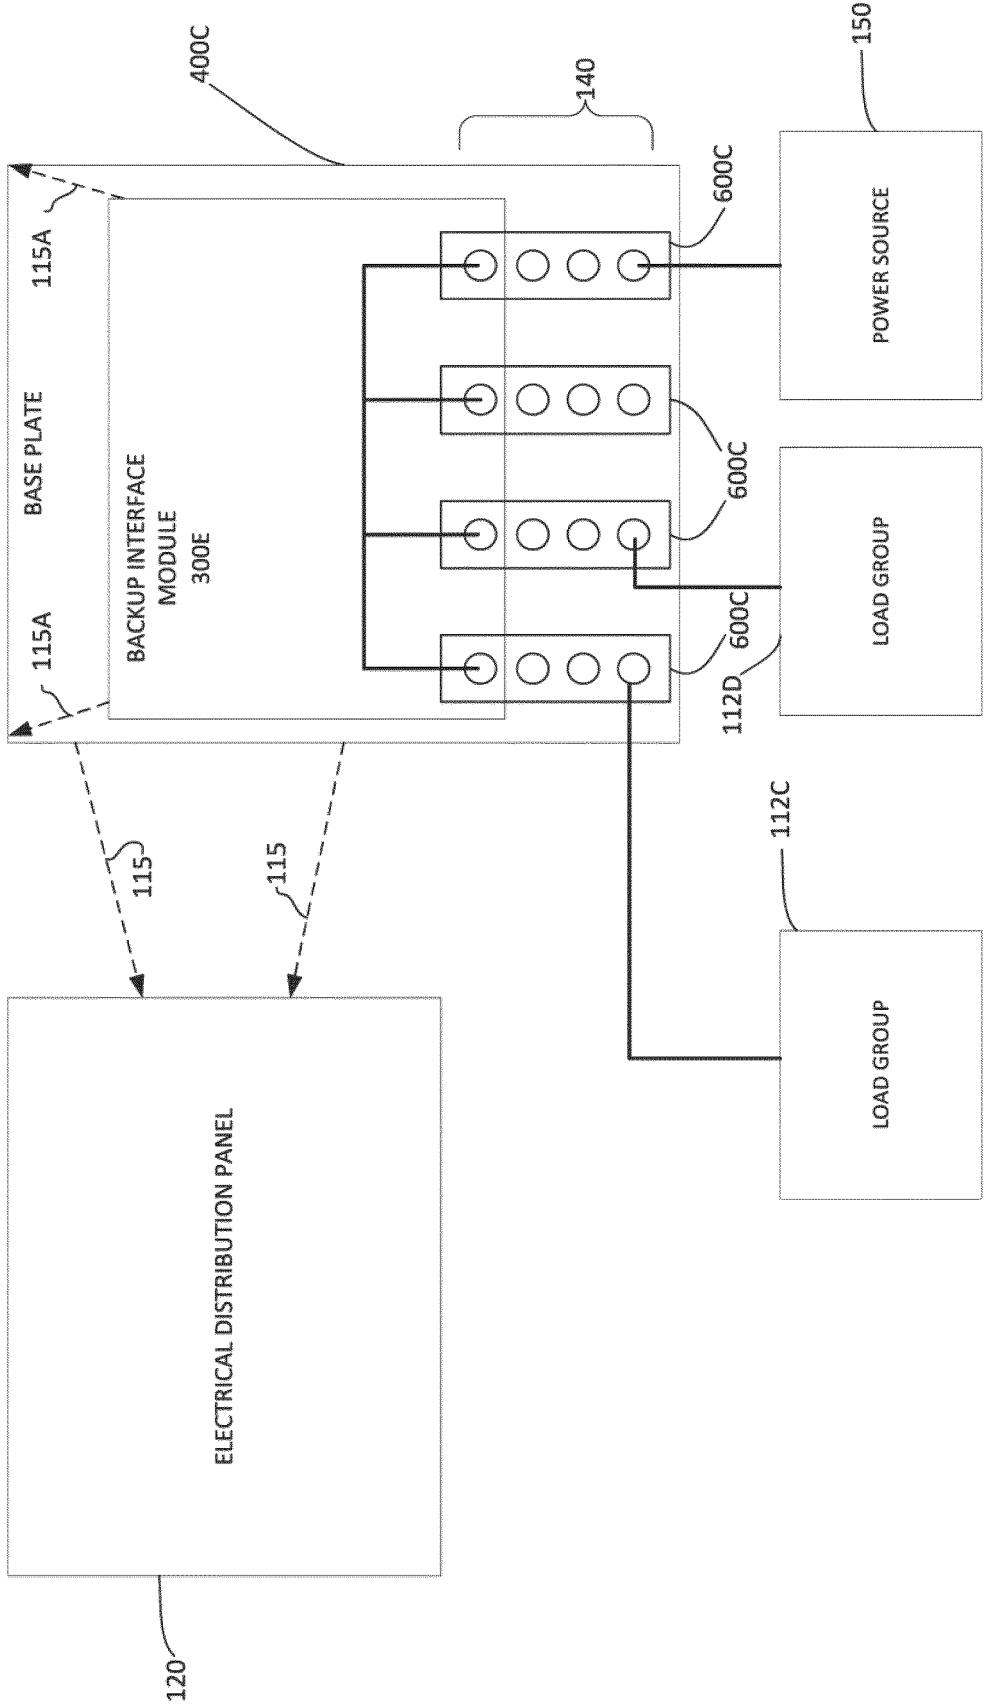 120
ELECTRICAL DISTRIBUTION PANEL
115
115
115A
BASE PLATE
115A
400C
BACKUP INTERFACE
MODULE
300E
140
600C
600C
600C
112C
LOAD GROUP
112D
LOAD GROUP
150
POWER SOURCE